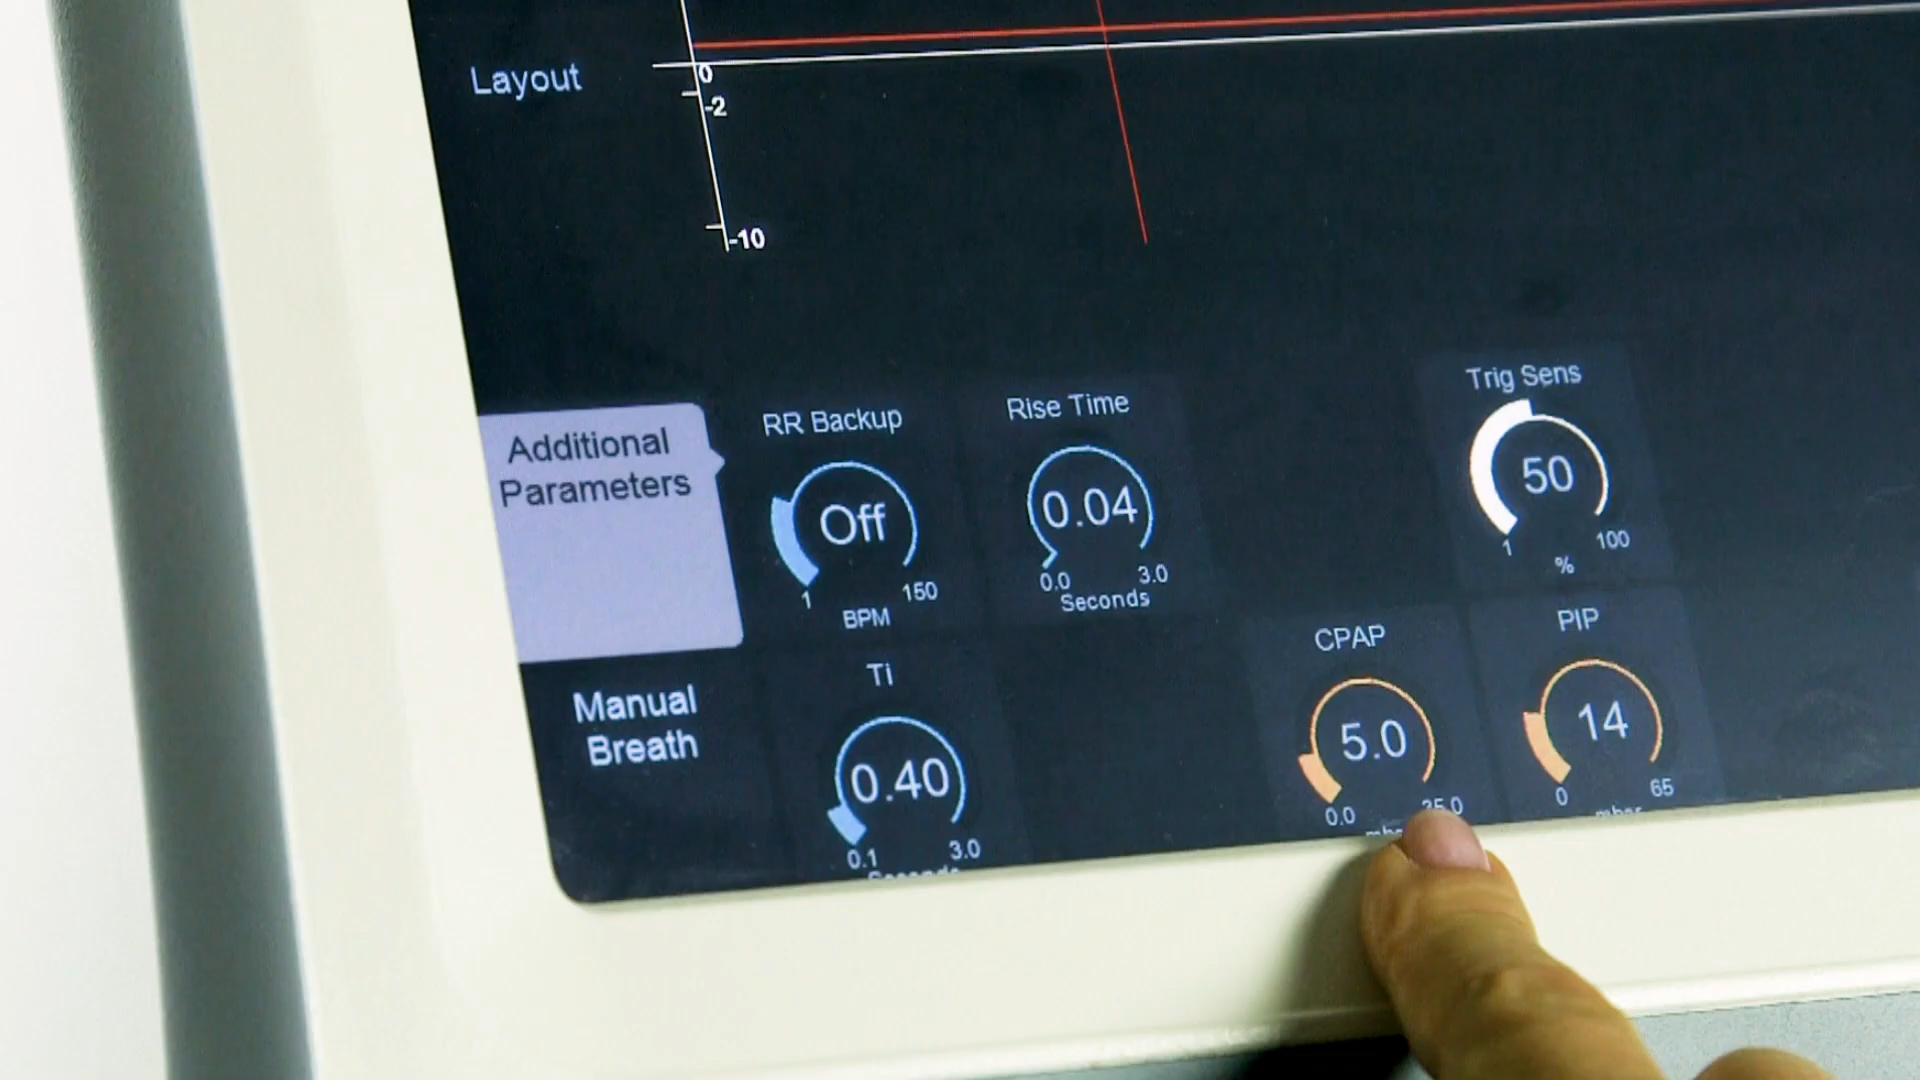 Layout
0
-2
-10
Additional
Parameters
RR Backup
Off
1 150
BPM
Rise Time
0.04
0.0 3.0
Seconds
Trig Sens
50
1 100
%
Manual
Breath
Ti
0.40
0.1 3.0
Seconds
CPAP
5.0
0.0
PIP
14
0 65
mbar